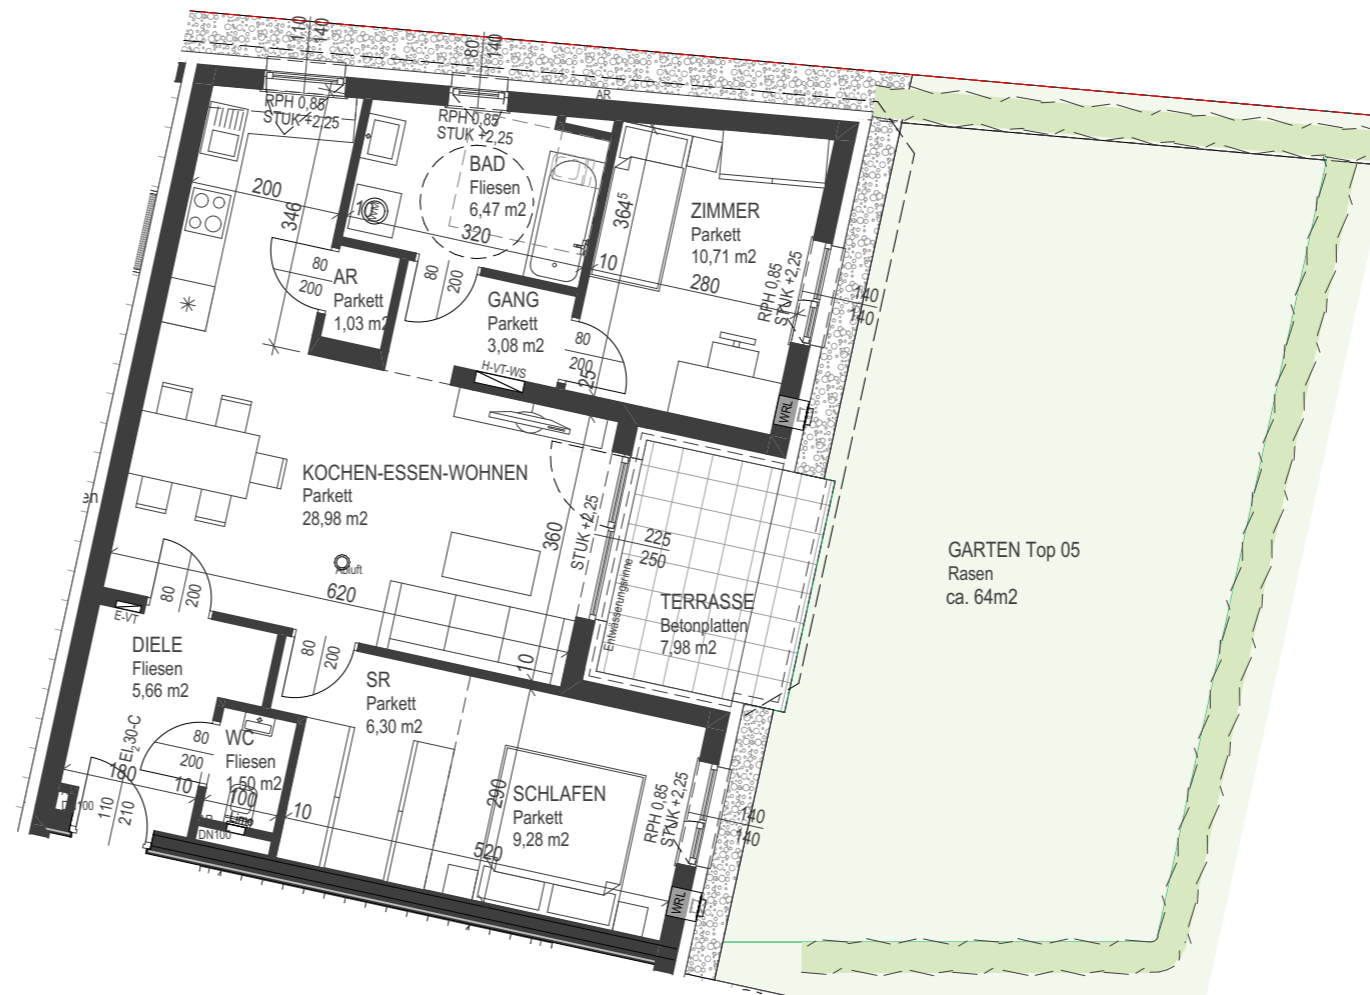 110
140
80
140
RPH 0,85
STUK +2,25
RPH 0,85
STUK +2,25
AR
BAD
Fliesen
6,47 m2
WM
200
346
10
320
10
364⁵
ZIMMER
Parkett
10,71 m2
280
RPH 0,85
STUK +2,25
140
140
80
200
AR
Parkett
1,03 m2
80
200
GANG
Parkett
3,08 m2
80
200
H-VT-WS
25
WRL
KOCHEN-ESSEN-WOHNEN
Parkett
28,98 m2
en
Abluft
620
360
STUK +2,25
225
250
Entwässerungsrinne
TERRASSE
Betonplatten
7,98 m2
GARTEN Top 05
Rasen
ca. 64m2
80
200
E-VT
DIELE
Fliesen
5,66 m2
80
200
10
SR
Parkett
6,30 m2
EI₂30-C
80
200
WC
Fliesen
1,50 m2
180
10
100
10
110
210
DN100
DN100
290
520
SCHLAFEN
Parkett
9,28 m2
RPH 0,85
STUK +2,25
140
140
WRL